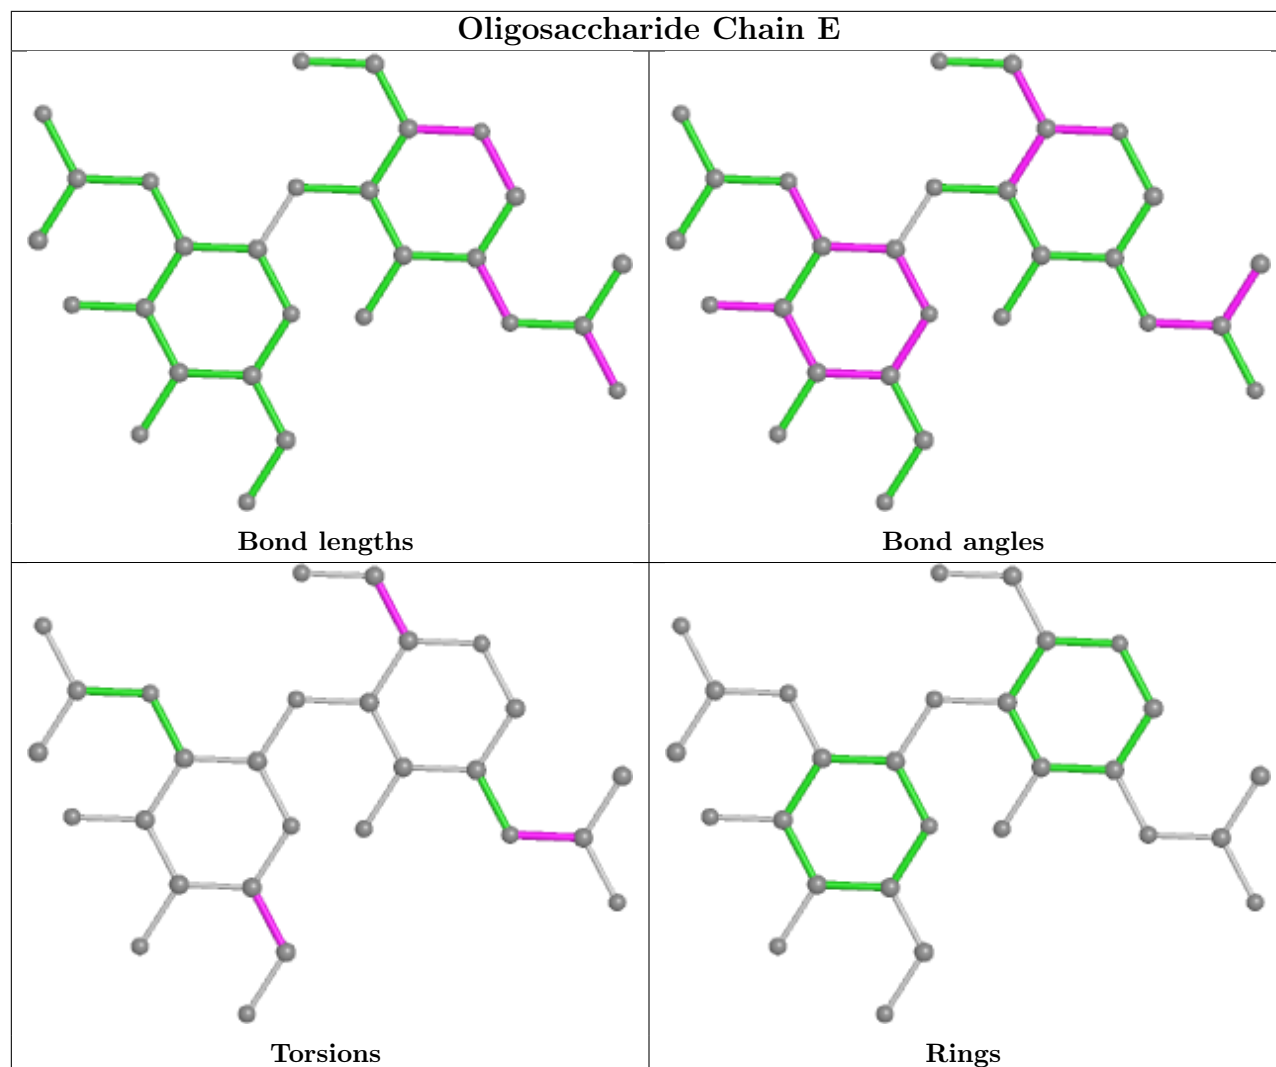 Oligosaccharide Chain E
Bond lengths
Bond angles
Torsions
Rings